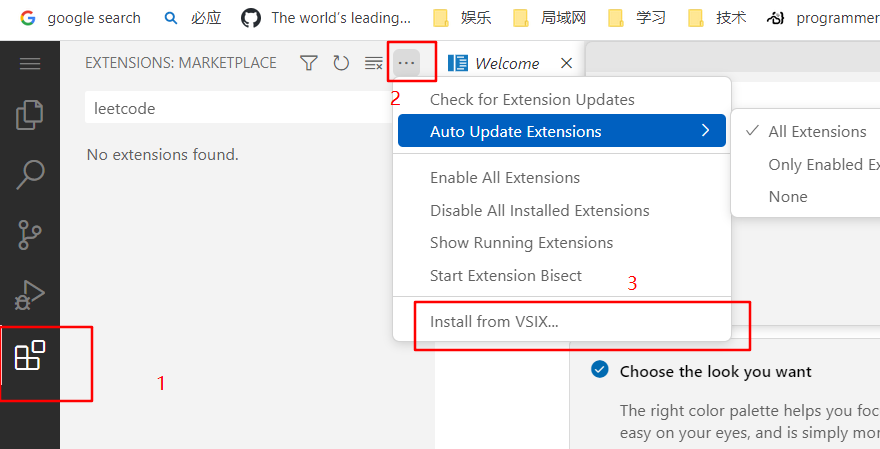 google search 必应 The world's leading... 娱乐 局域网 学习 技术 programmer
EXTENSIONS: MARKETPLACE
Welcome
2
leetcode
No extensions found.
Check for Extension Updates
Auto Update Extensions
All Extensions
Only Enabled Ex
None
Enable All Extensions
Disable All Installed Extensions
Show Running Extensions
Start Extension Bisect
3
Install from VSIX...
1
Choose the look you want
The right color palette helps you foc
easy on your eyes, and is simply mor